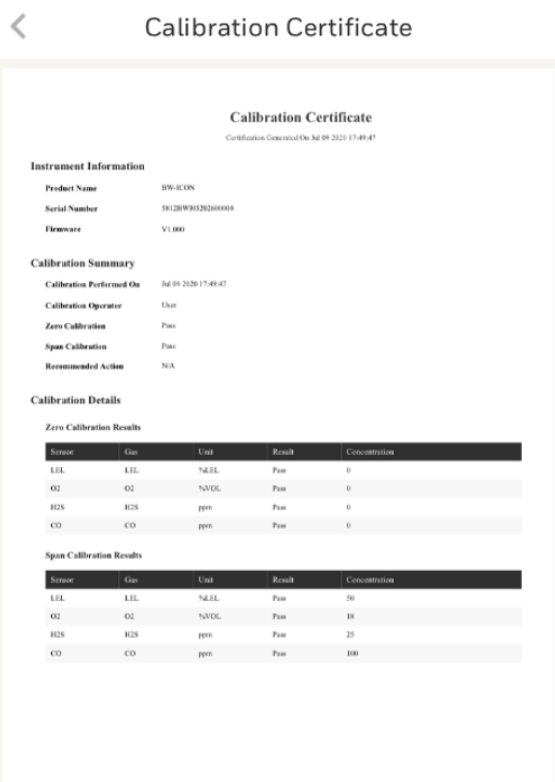 Calibration Certificate
Calibration Certificate
Certification Generated On Jul 09 2020 17:49:47
Instrument Information
Product Name BW-ICON
Serial Number
Firmware V1.000
Calibration Summary
Calibration Performed On Jul 09 2020 17:49:47
Calibration Operator User
Zero Calibration Pass
Span Calibration Pass
Recommended Action N/A
Calibration Details
Zero Calibration Results
Sensor Gas Unit Result Concentration
LEL LEL %LEL Pass 0
O2 O2 %VOL Pass 0
H2S H2S ppm Pass 0
CO CO ppm Pass 0
Span Calibration Results
Sensor Gas Unit Result Concentration
LEL LEL %LEL Pass 50
O2 O2 %VOL Pass 18
H2S H2S ppm Pass 25
CO CO ppm Pass 100